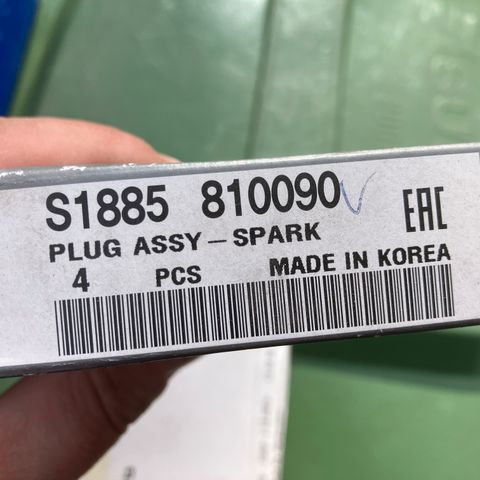 S1885 810090
EAC
PLUG ASSY - SPARK
4 PCS MADE IN KOREA